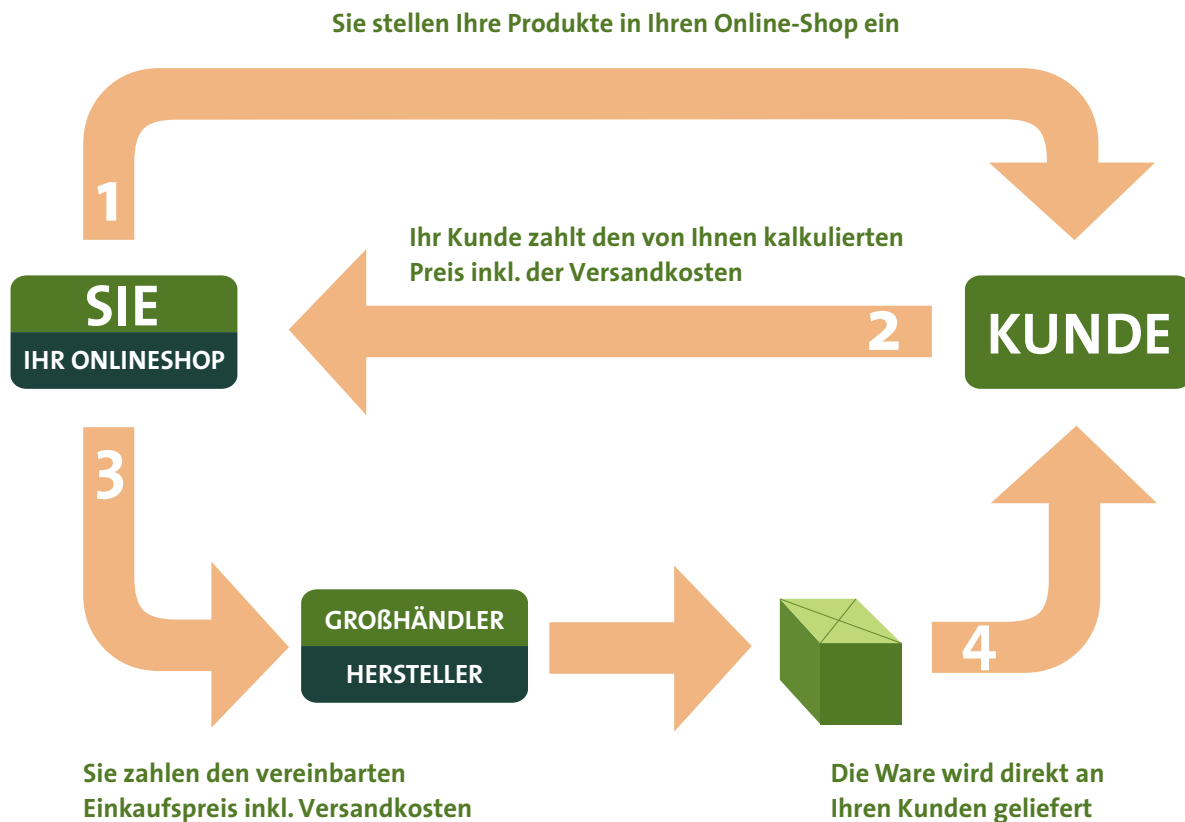 Sie stellen Ihre Produkte in Ihren Online-Shop ein
1
Ihr Kunde zahlt den von Ihnen kalkulierten
Preis inkl. der Versandkosten
SIE
IHR ONLINESHOP
2
KUNDE
3
GROßHÄNDLER
HERSTELLER
4
Sie zahlen den vereinbarten
Einkaufspreis inkl. Versandkosten
Die Ware wird direkt an
Ihren Kunden geliefert